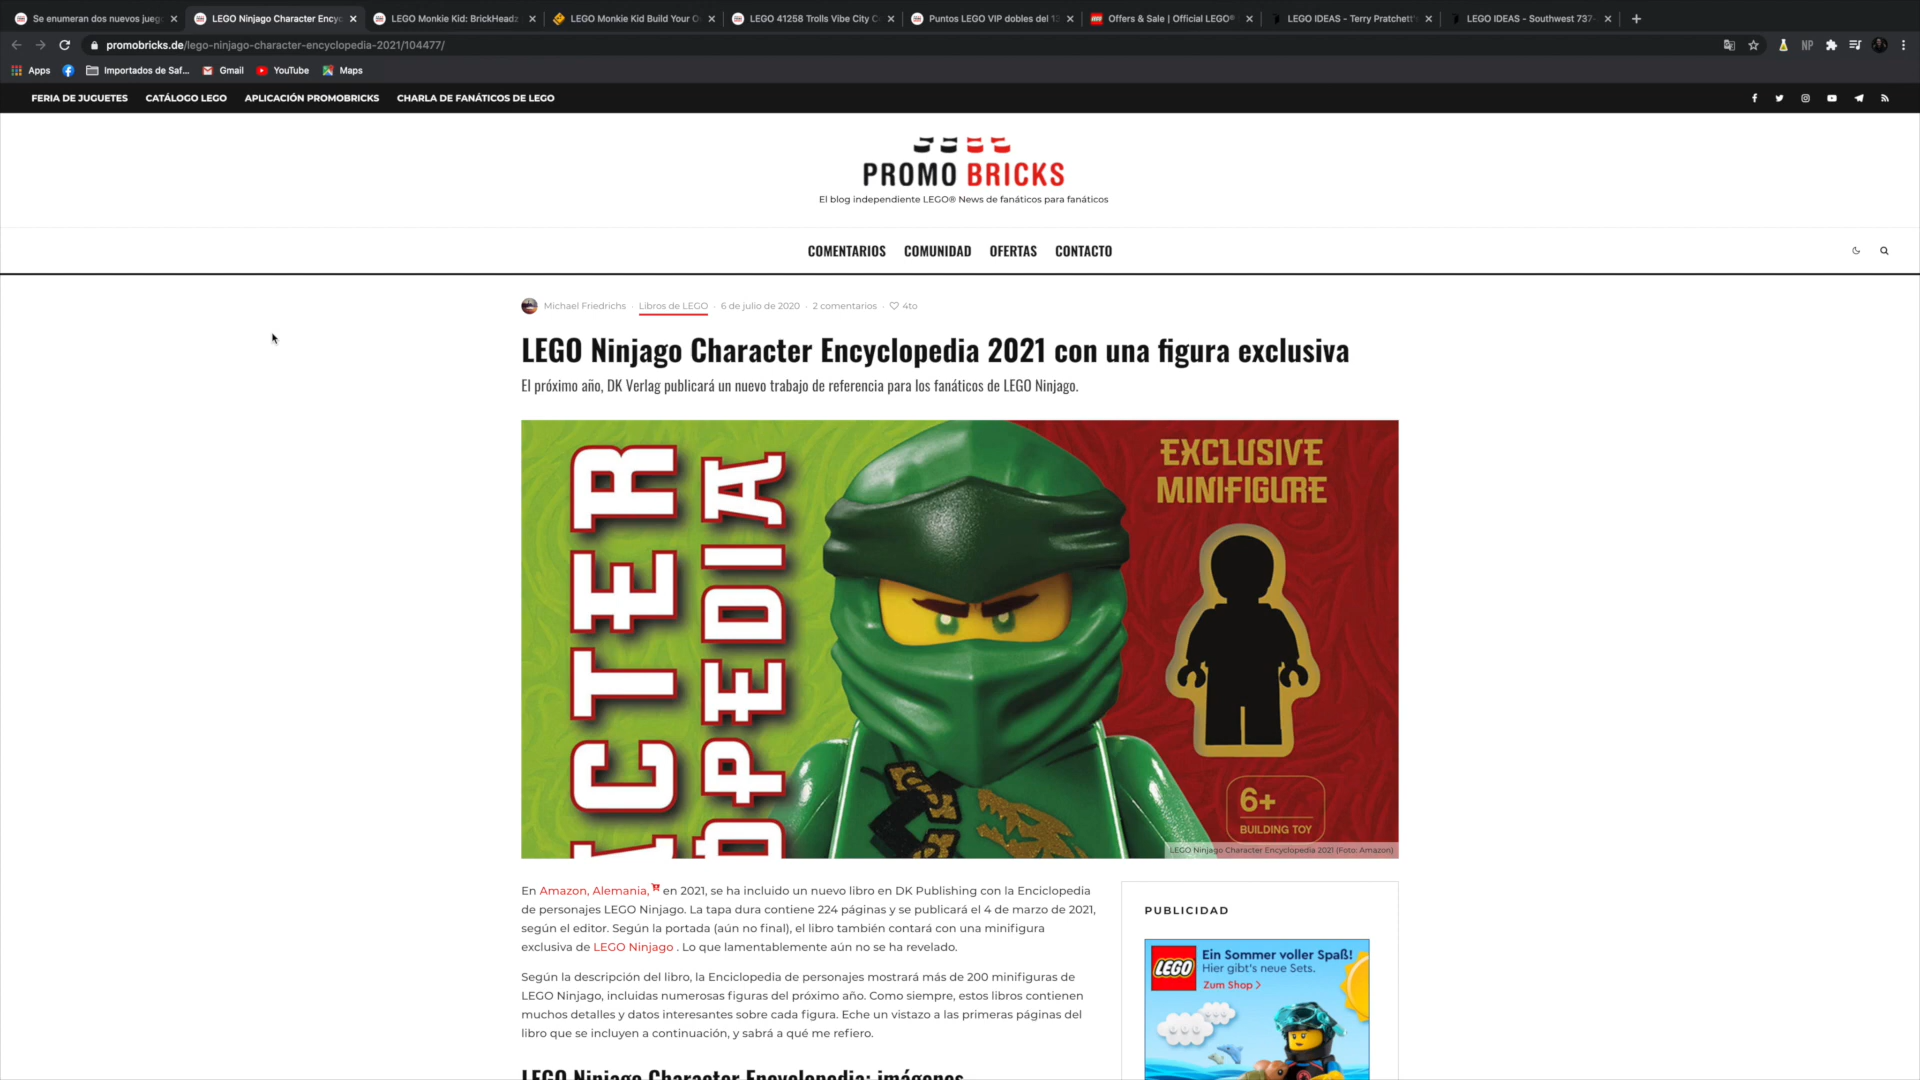 Se enumeran dos nuevos jueg
LEGO Ninjago Character Ency
LEGO Monkie Kid: BrickHeadz
LEGO Monkie Kid Build Your O
LEGO 41258 Trolls Vibe City C
Puntos LEGO VIP dobles del 13
Offers & Sale | Official LEGO®
LEGO IDEAS - Terry Pratchett'
LEGO IDEAS - Southwest 737-
promobricks.de/lego-ninjago-character-encyclopedia-2021/104477/
NP
Apps
Importados de Saf...
Gmail
YouTube
Maps
FERIA DE JUGUETES
CATÁLOGO LEGO
APLICACIÓN PROMOBRICKS
CHARLA DE FANÁTICOS DE LEGO
PROMO BRICKS
El blog independiente LEGO® News de fanáticos para fanáticos
COMENTARIOS
COMUNIDAD
OFERTAS
CONTACTO
Michael Friedrichs · Libros de LEGO · 6 de julio de 2020 · 2 comentarios · 4to
LEGO Ninjago Character Encyclopedia 2021 con una figura exclusiva
El próximo año, DK Verlag publicará un nuevo trabajo de referencia para los fanáticos de LEGO Ninjago.
CTER
OPEDIA
EXCLUSIVE
MINIFIGURE
6+
BUILDING TOY
LEGO Ninjago Character Encyclopedia 2021 (Foto: Amazon)
En Amazon, Alemania, en 2021, se ha incluido un nuevo libro en DK Publishing con la Enciclopedia
de personajes LEGO Ninjago. La tapa dura contiene 224 páginas y se publicará el 4 de marzo de 2021,
según el editor. Según la portada (aún no final), el libro también contará con una minifigura
exclusiva de LEGO Ninjago . Lo que lamentablemente aún no se ha revelado.
Según la descripción del libro, la Enciclopedia de personajes mostrará más de 200 minifiguras de
LEGO Ninjago, incluidas numerosas figuras del próximo año. Como siempre, estos libros contienen
muchos detalles y datos interesantes sobre cada figura. Eche un vistazo a las primeras páginas del
libro que se incluyen a continuación, y sabrá a qué me refiero.
LEGO Ninjago Character Encyclopedia: imágenes
PUBLICIDAD
LEGO
Ein Sommer voller Spaß!
Hier gibt's neue Sets.
Zum Shop >